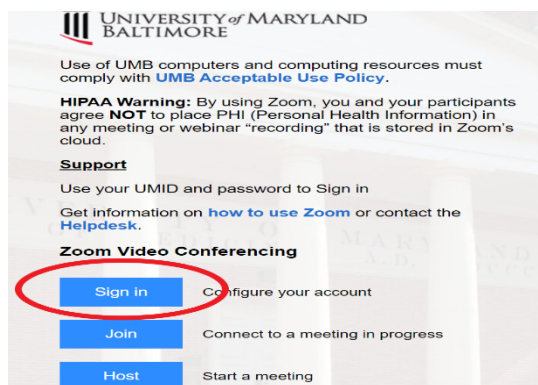 UNIVERSITY of MARYLAND
BALTIMORE
Use of UMB computers and computing resources must
comply with UMB Acceptable Use Policy.
HIPAA Warning: By using Zoom, you and your participants
agree NOT to place PHI (Personal Health Information) in
any meeting or webinar “recording” that is stored in Zoom’s
cloud.
Support
Use your UMID and password to Sign in
Get information on how to use Zoom or contact the
Helpdesk.
Zoom Video Conferencing
Sign in Configure your account
Join Connect to a meeting in progress
Host Start a meeting